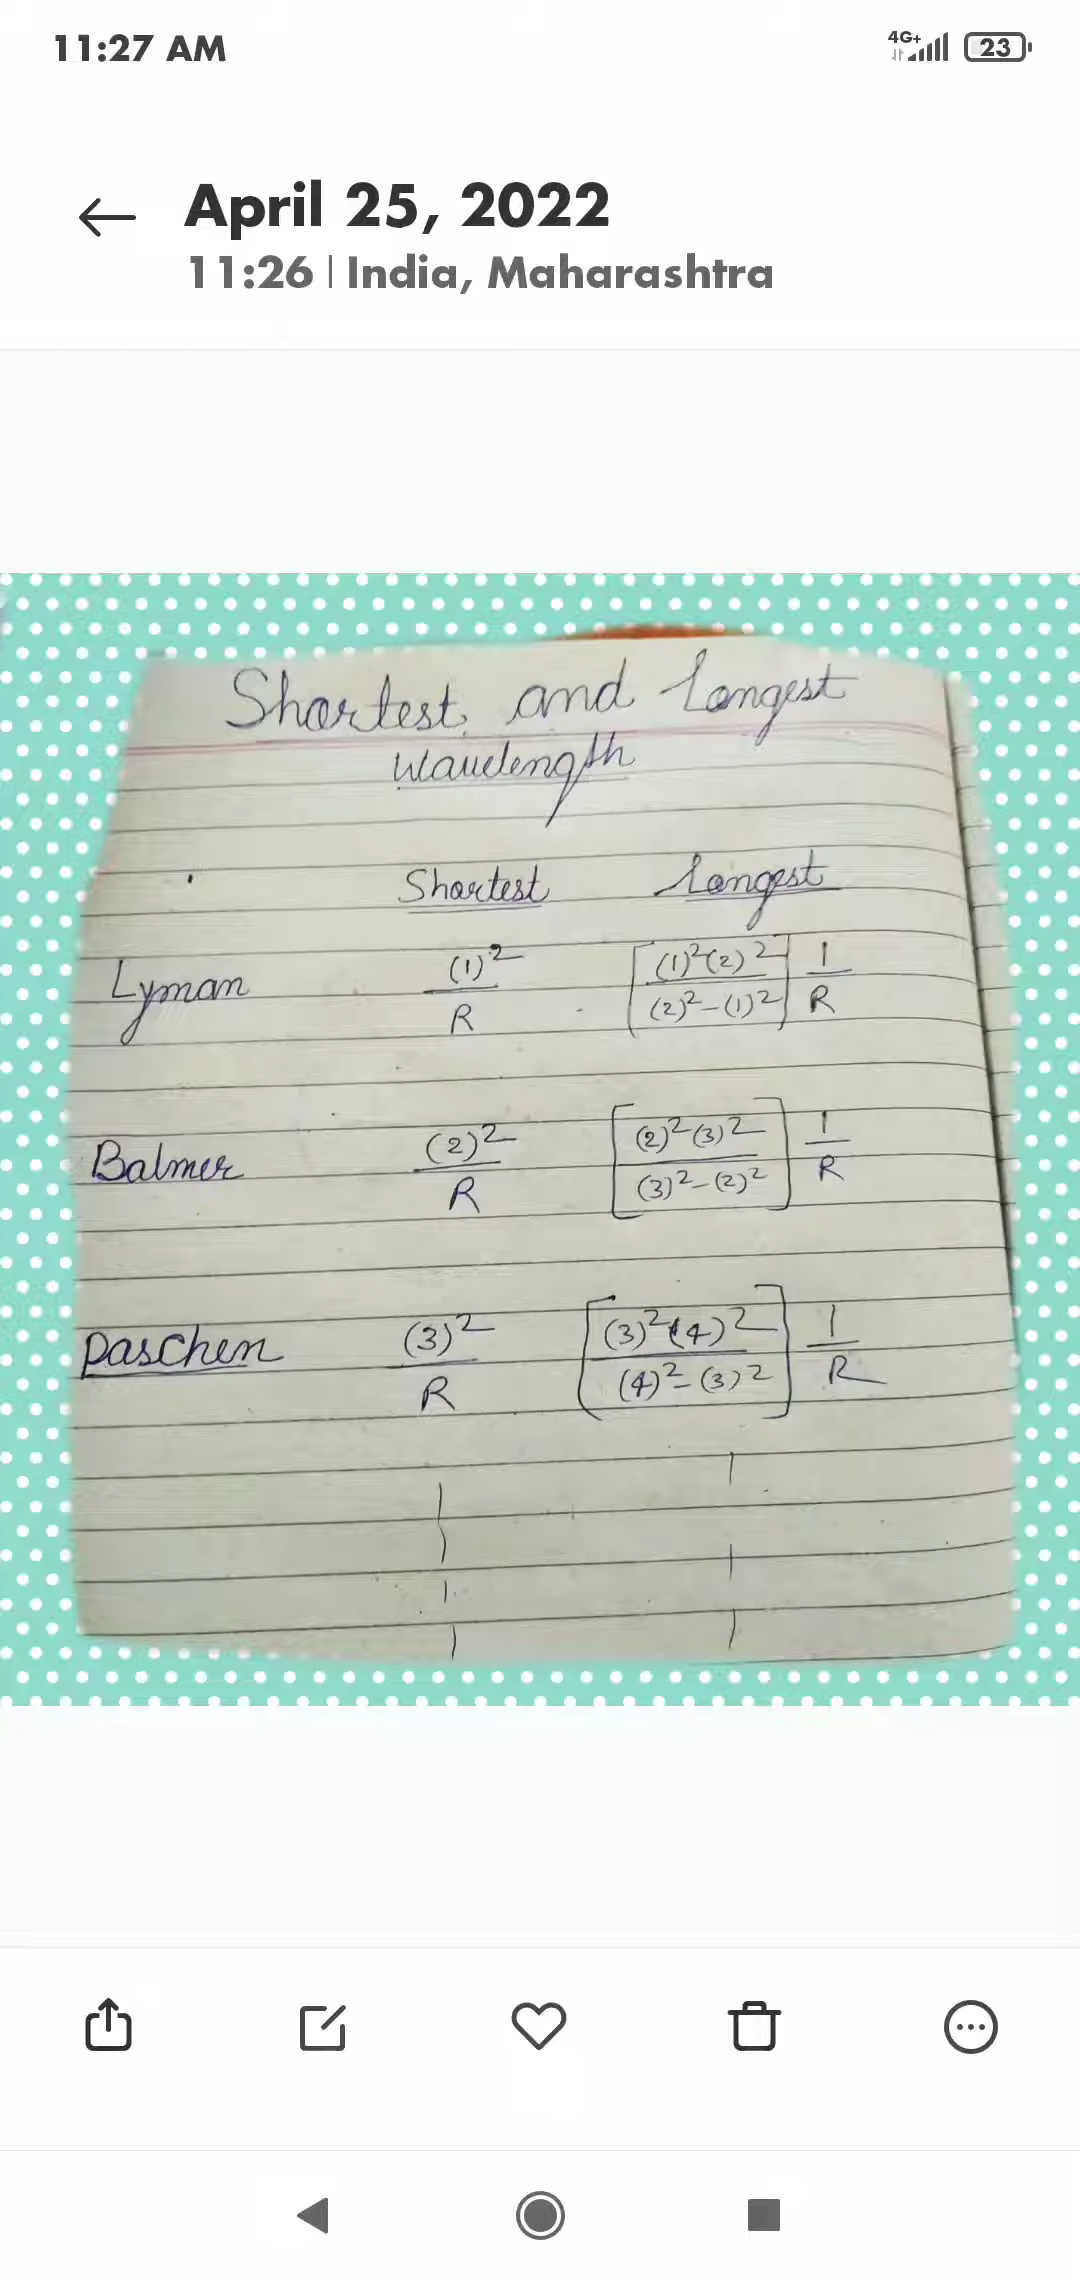 11:27 AM 4G+ 23
April 25, 2022
11:26 | India, Maharashtra
Shortest and Longest
Wavelength
Shortest Longest
Lyman (1)²/R [(1)²(2)²/(2)²-(1)²] 1/R
Balmer (2)²/R [(2)²(3)²/(3)²-(2)²] 1/R
Paschen (3)²/R [(3)²(4)²/(4)²-(3)²] 1/R